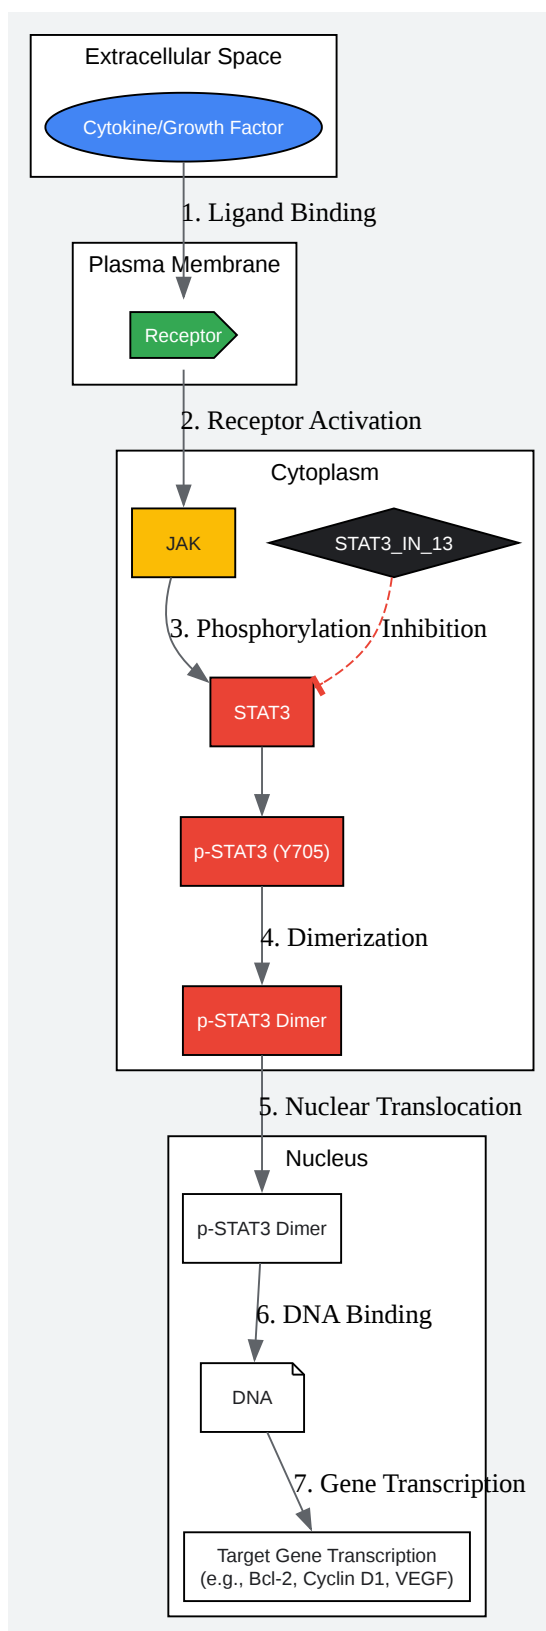 Extracellular Space
Cytokine/Growth Factor
1. Ligand Binding
Plasma Membrane
Receptor
2. Receptor Activation
Cytoplasm
JAK
STAT3_IN_13
3. Phosphorylation
Inhibition
STAT3
p-STAT3 (Y705)
4. Dimerization
p-STAT3 Dimer
5. Nuclear Translocation
Nucleus
p-STAT3 Dimer
6. DNA Binding
DNA
7. Gene Transcription
Target Gene Transcription
(e.g., Bcl-2, Cyclin D1, VEGF)